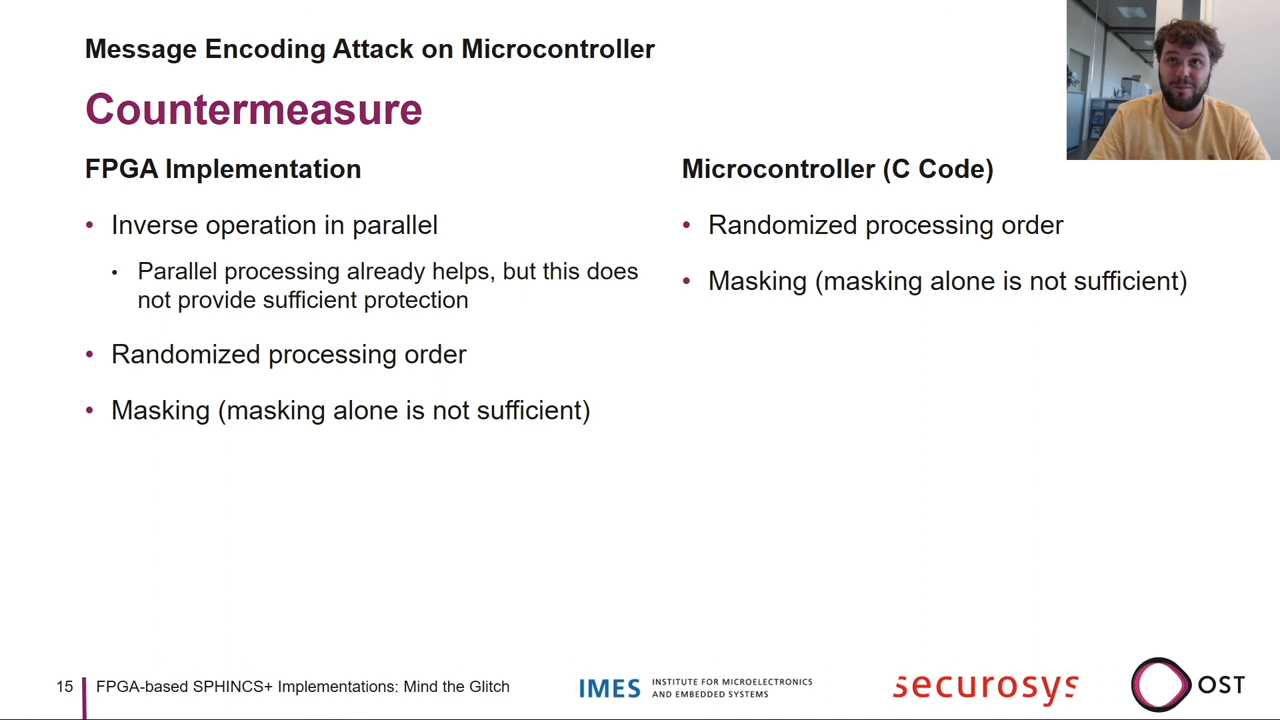 Message Encoding Attack on Microcontroller
Countermeasure
FPGA Implementation
• Inverse operation in parallel
• Parallel processing already helps, but this does
not provide sufficient protection
• Randomized processing order
• Masking (masking alone is not sufficient)
Microcontroller (C Code)
• Randomized processing order
• Masking (masking alone is not sufficient)
15 FPGA-based SPHINCS+ Implementations: Mind the Glitch
IMES INSTITUTE FOR MICROELECTRONICS
AND EMBEDDED SYSTEMS
securosys
OST